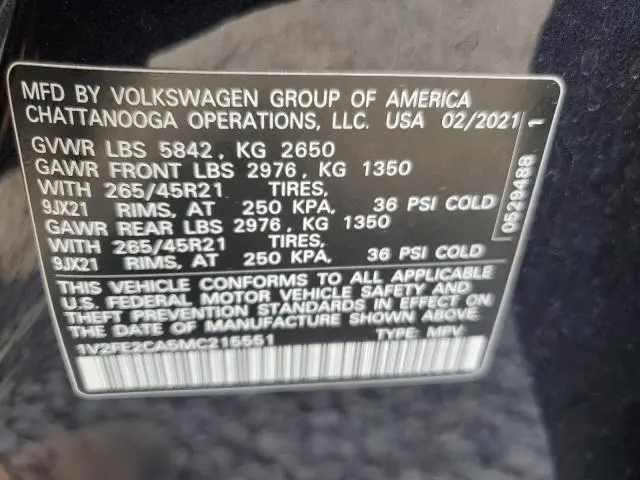 MFD BY VOLKSWAGEN GROUP OF AMERICA
CHATTANOOGA OPERATIONS, LLC. USA 02/2021
GVWR LBS 5842, KG 2650
GAWR FRONT LBS 2976, KG 1350
WITH 265/45R21 TIRES,
9JX21 RIMS, AT 250 KPA, 36 PSI COLD
GAWR REAR LBS 2976, KG 1350
WITH 265/45R21 TIRES,
9JX21 RIMS, AT 250 KPA, 36 PSI COLD
THIS VEHICLE CONFORMS TO ALL APPLICABLE
U.S. FEDERAL MOTOR VEHICLE SAFETY AND
THEFT PREVENTION STANDARDS IN EFFECT ON
THE DATE OF MANUFACTURE SHOWN ABOVE.
1V2FE2CA5MC215551 TYPE: MPV
0529488 1